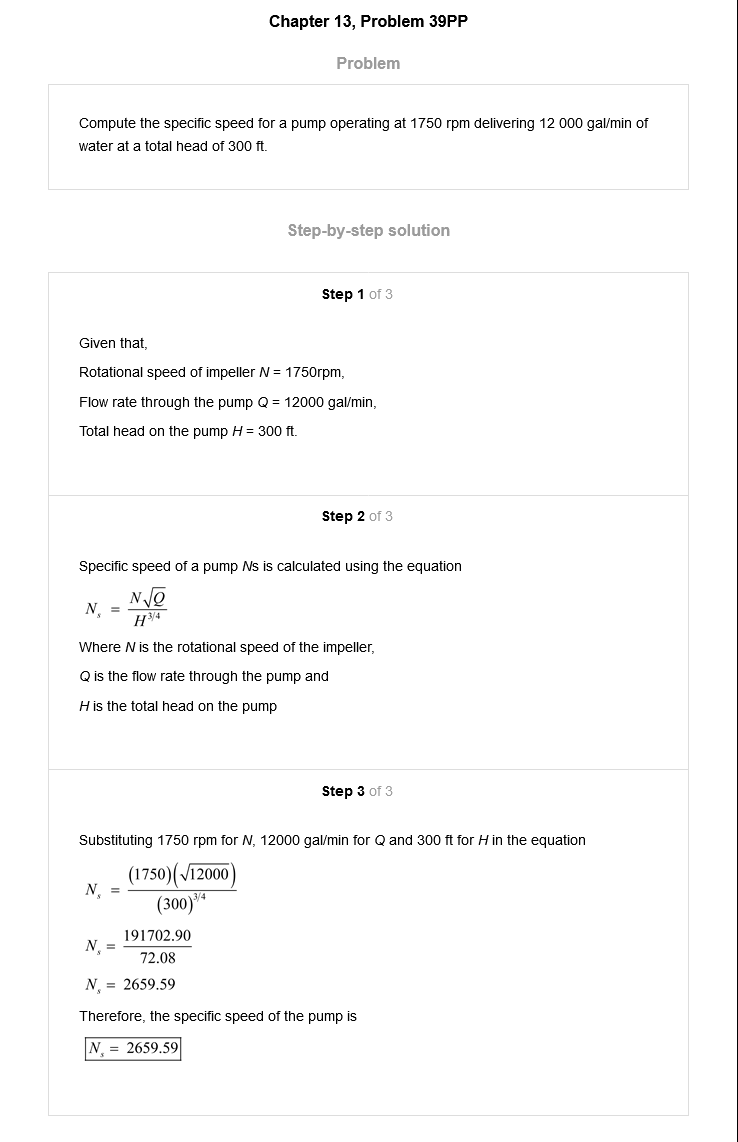 Chapter 13, Problem 39PP
Problem
Compute the specific speed for a pump operating at 1750 rpm delivering 12 000 gal/min of
water at a total head of 300 ft.
Step-by-step solution
Step 1 of 3
Given that,
Rotational speed of impeller N = 1750rpm,
Flow rate through the pump Q = 12000 gal/min,
Total head on the pump H = 300 ft.
Step 2 of 3
Specific speed of a pump Ns is calculated using the equation
N_s = N√Q / H^{3/4}
Where N is the rotational speed of the impeller,
Q is the flow rate through the pump and
H is the total head on the pump
Step 3 of 3
Substituting 1750 rpm for N, 12000 gal/min for Q and 300 ft for H in the equation
N_s = (1750)(√12000) / (300)^{3/4}
N_s = 191702.90 / 72.08
N_s = 2659.59
Therefore, the specific speed of the pump is
N_s = 2659.59